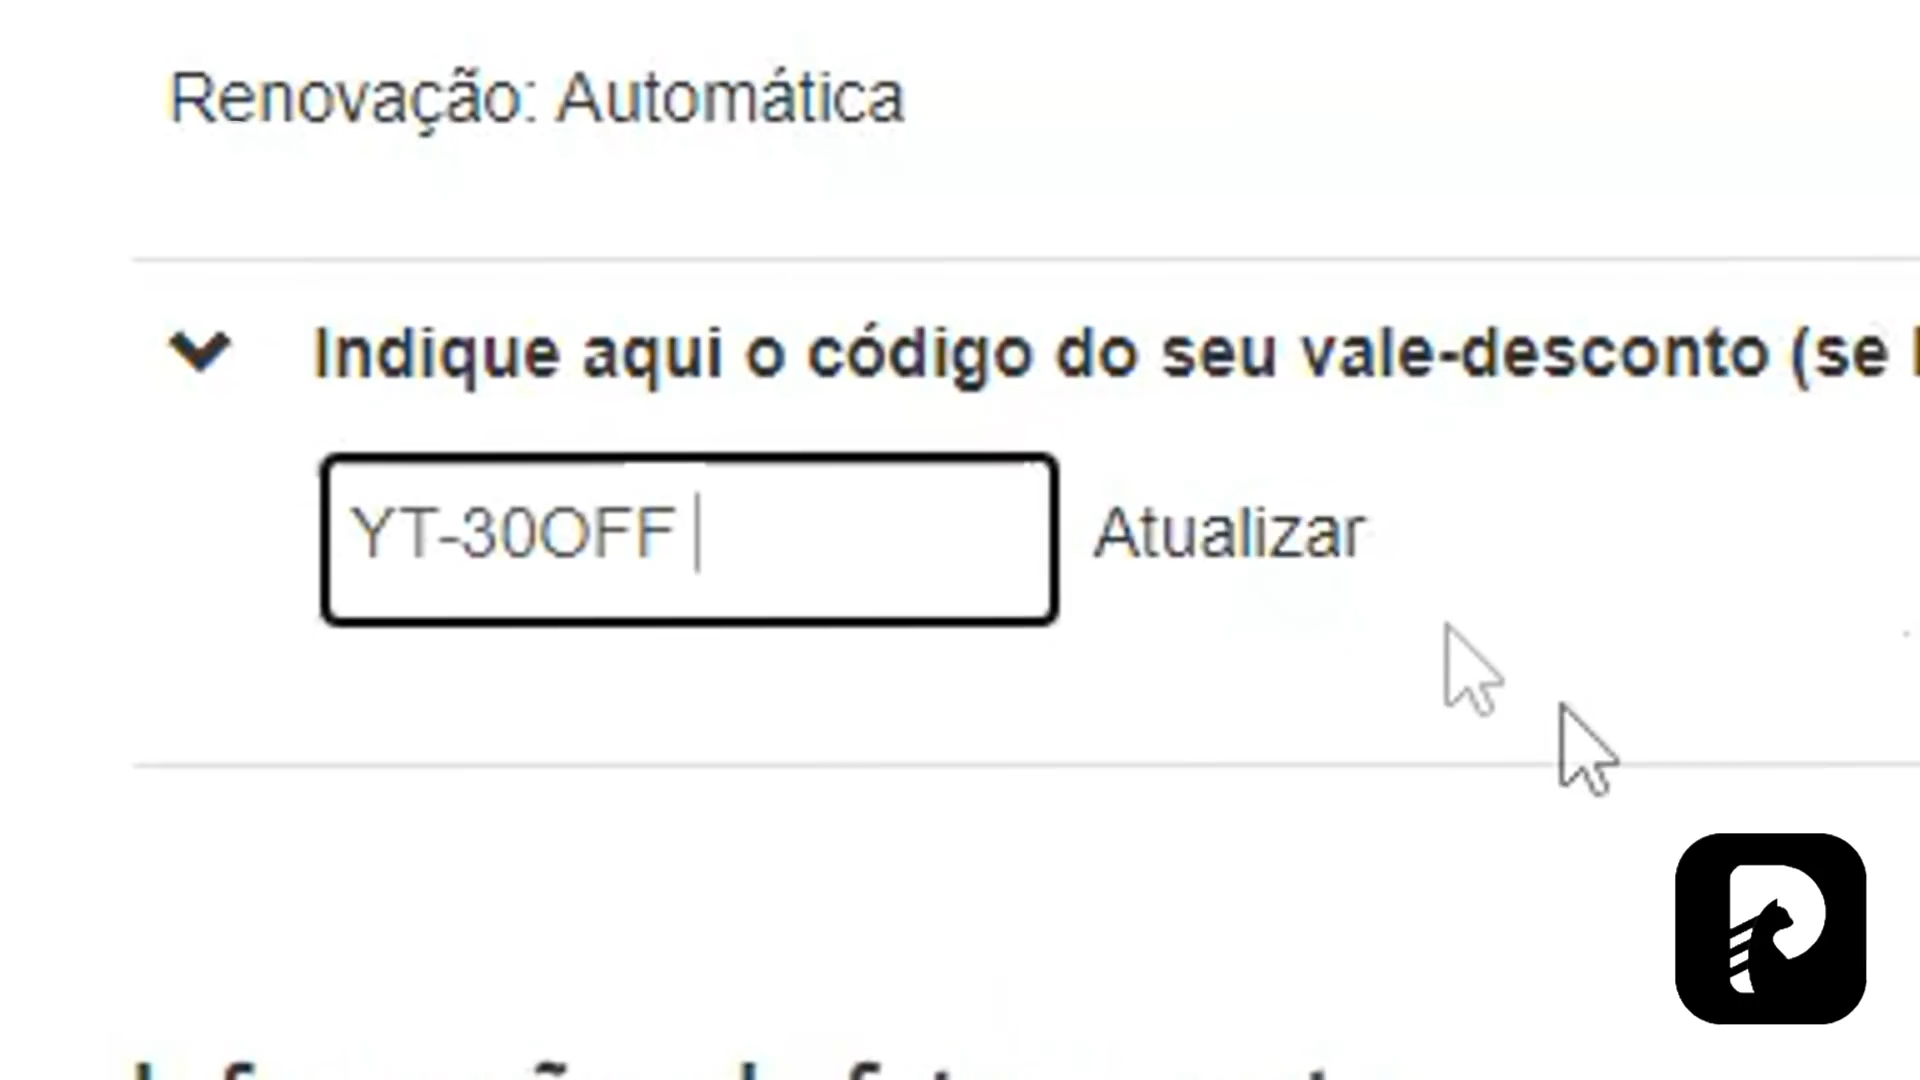 Renovação: Automática
Indique aqui o código do seu vale-desconto (se
YT-30OFF
Atualizar